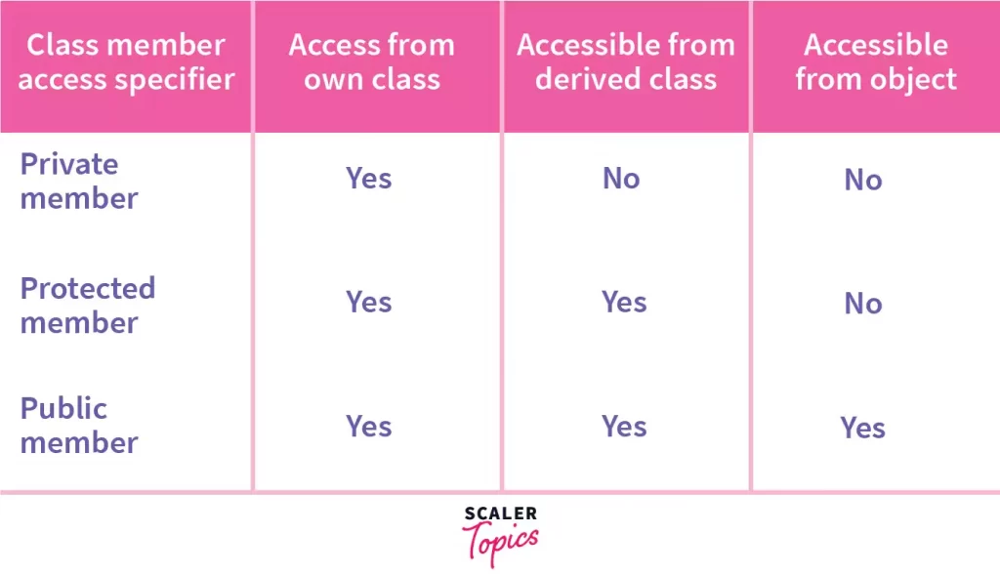 Class member
access specifier
Access from
own class
Accessible from
derived class
Accessible
from object
Private
member
Yes
No
No
Protected
member
Yes
Yes
No
Public
member
Yes
Yes
Yes
SCALER
Topics